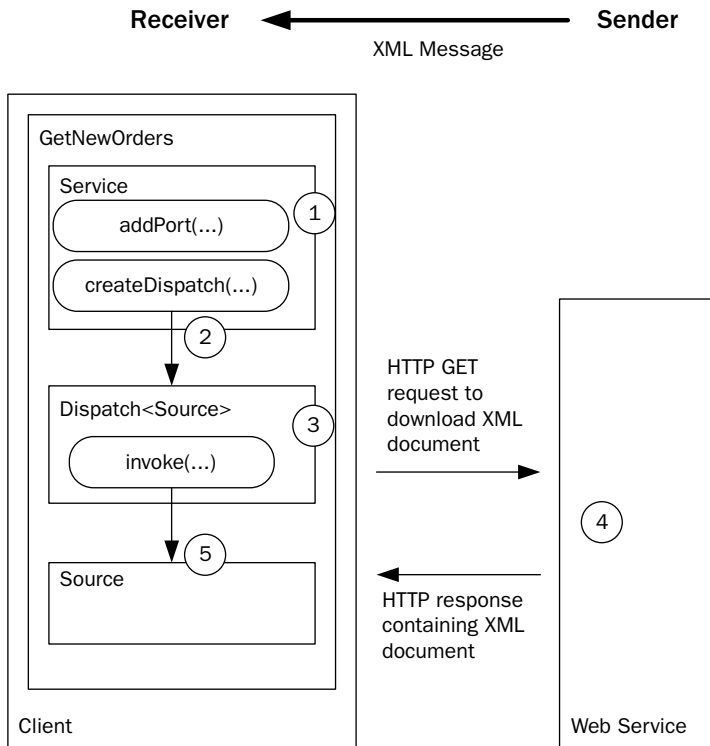 Receiver
Sender
XML Message
GetNewOrders
Service
addPort(...)
1
createDispatch(...)
2
Dispatch<Source>
3
invoke(...)
5
Source
Client
HTTP GET
request to
download XML
document
HTTP response
containing XML
document
4
Web Service